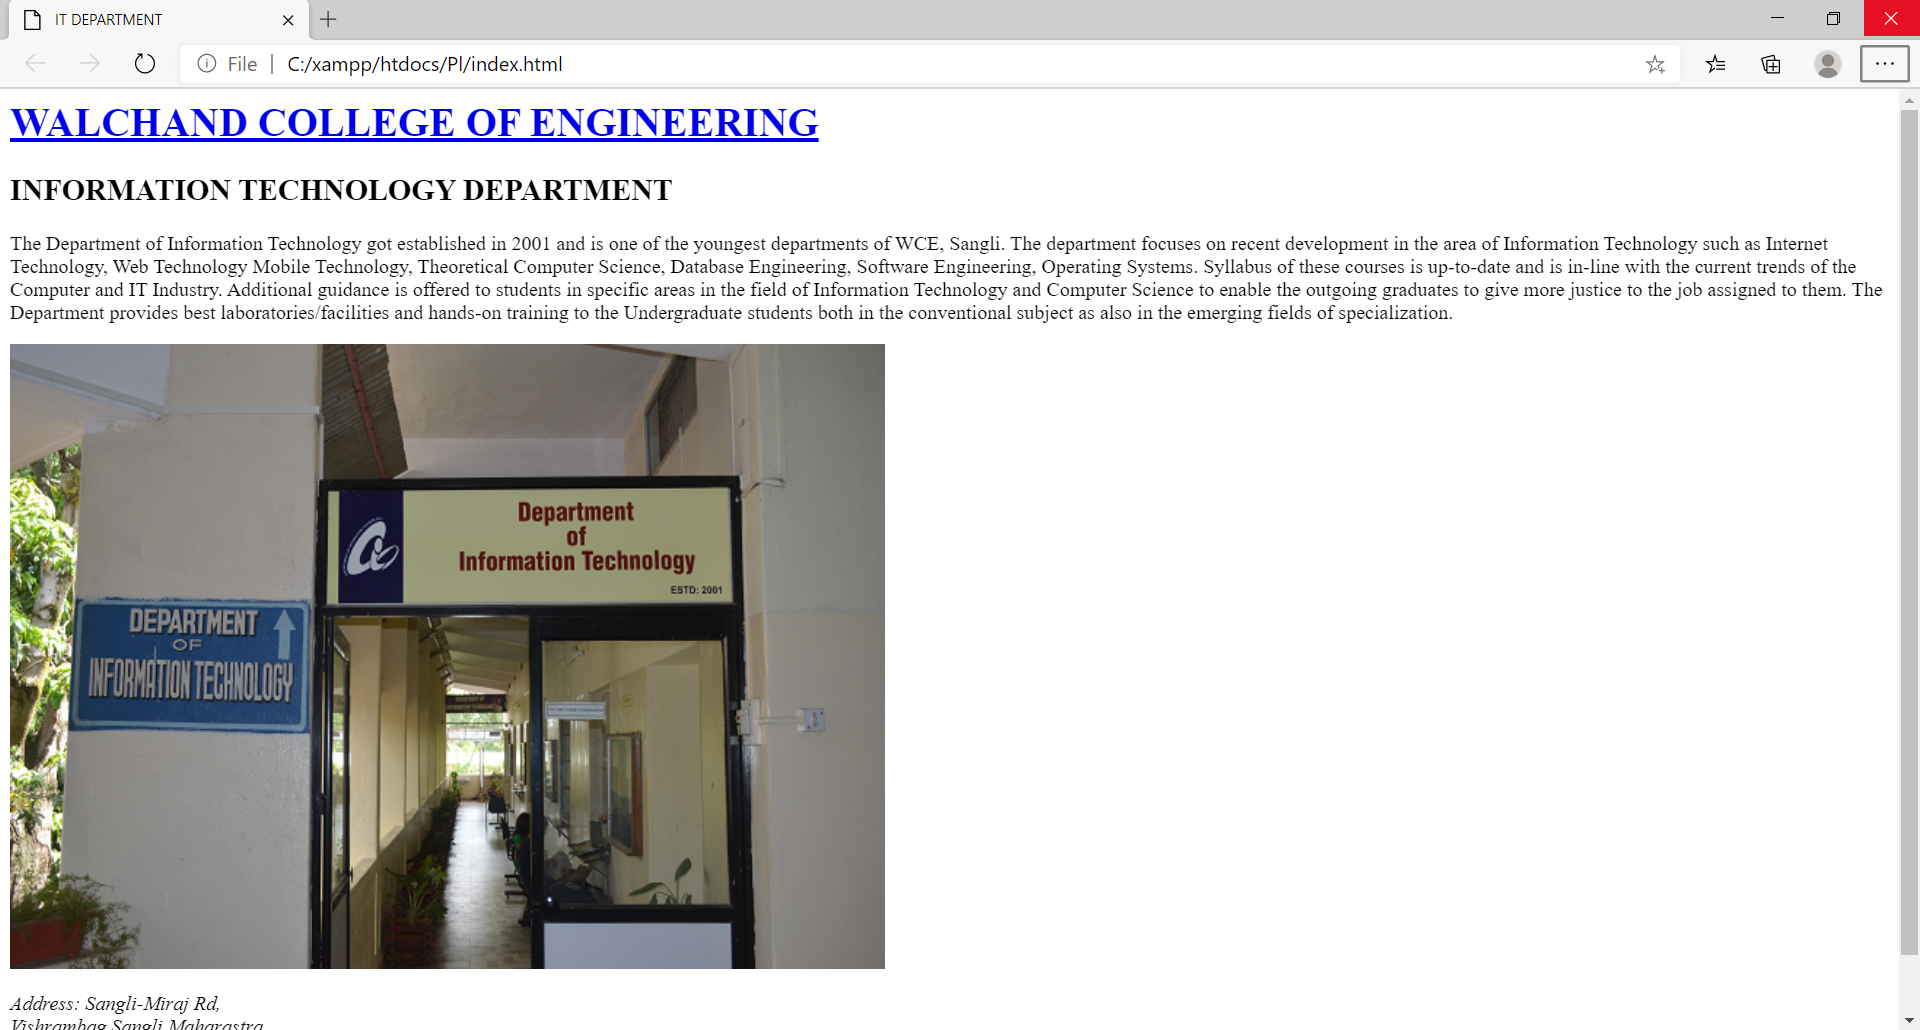 IT DEPARTMENT
File
C:/xampp/htdocs/Pl/index.html
WALCHAND COLLEGE OF ENGINEERING
INFORMATION TECHNOLOGY DEPARTMENT
The Department of Information Technology got established in 2001 and is one of the youngest departments of WCE, Sangli. The department focuses on recent development in the area of Information Technology such as Internet
Technology, Web Technology Mobile Technology, Theoretical Computer Science, Database Engineering, Software Engineering, Operating Systems. Syllabus of these courses is up-to-date and is in-line with the current trends of the
Computer and IT Industry. Additional guidance is offered to students in specific areas in the field of Information Technology and Computer Science to enable the outgoing graduates to give more justice to the job assigned to them. The
Department provides best laboratories/facilities and hands-on training to the Undergraduate students both in the conventional subject as also in the emerging fields of specialization.
Department
of
Information Technology
ESTD: 2001
DEPARTMENT
OF
INFORMATION TECHNOLOGY
Address: Sangli-Miraj Rd,
Vishrambag Sangli Maharastra